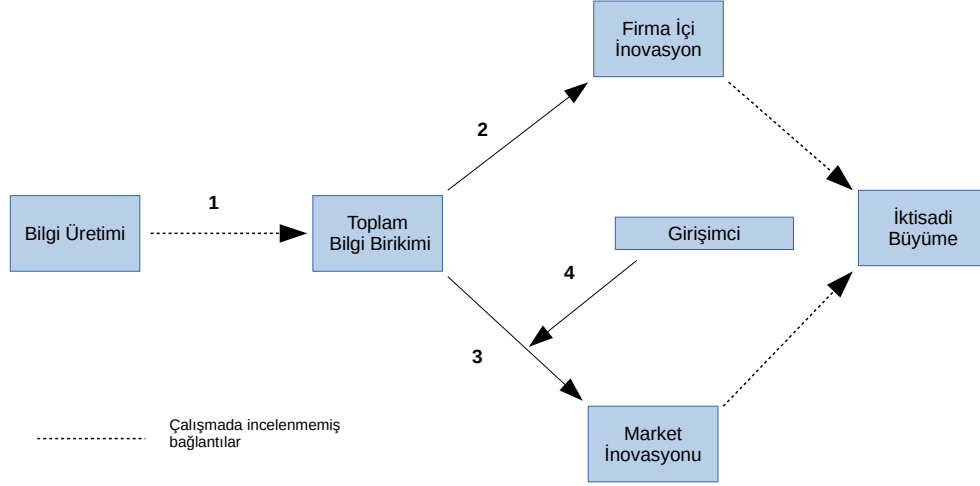 Firma İçi
İnovasyon
2
1
Bilgi Üretimi
Toplam
Bilgi Birikimi
Girişimci
İktisadi
Büyüme
4
3
Market
İnovasyonu
Çalışmada incelenmemiş
bağlantılar